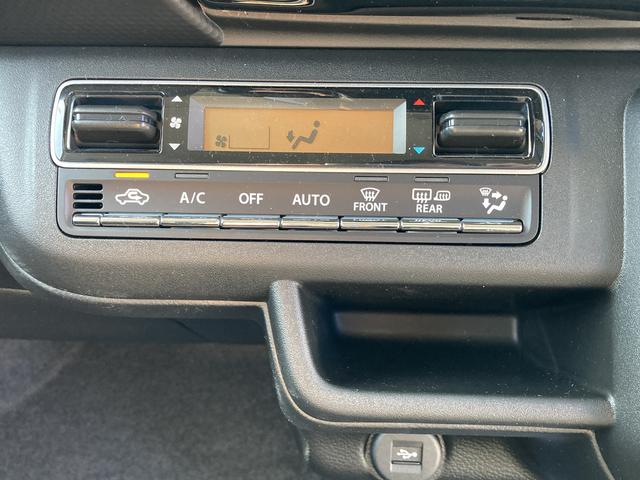 A/C OFF AUTO FRONT REAR